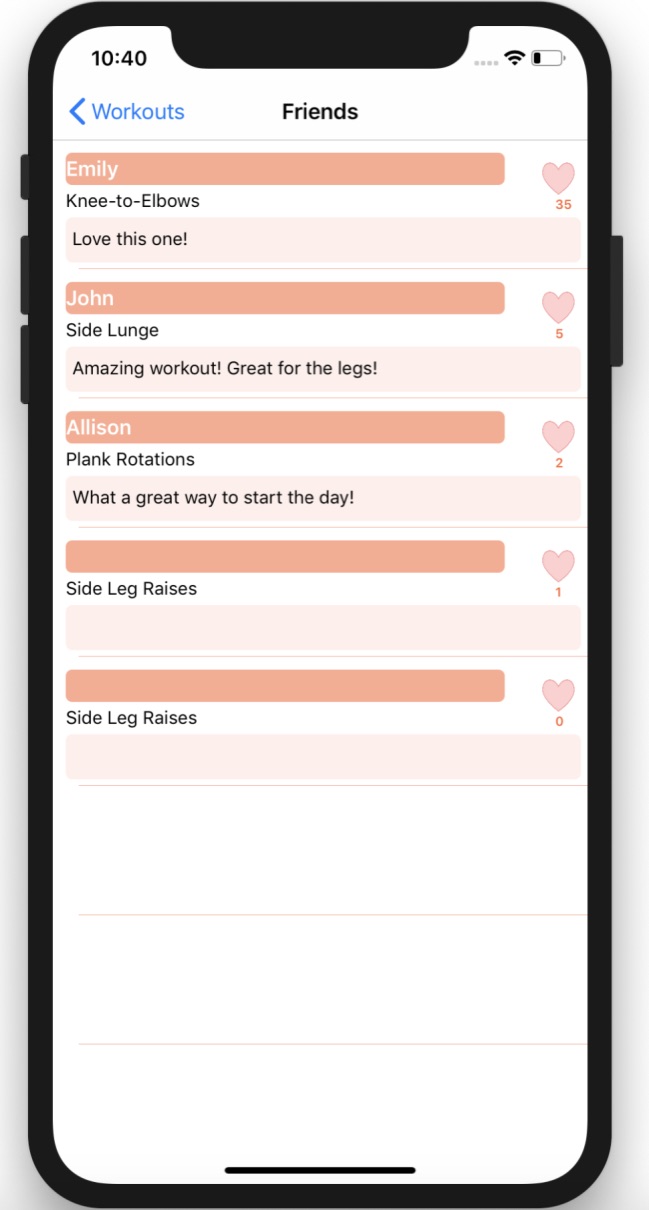 10:40
Workouts
Friends
Emily
Knee-to-Elbows
35
Love this one!
John
Side Lunge
5
Amazing workout! Great for the legs!
Allison
Plank Rotations
2
What a great way to start the day!
Side Leg Raises
1
Side Leg Raises
0